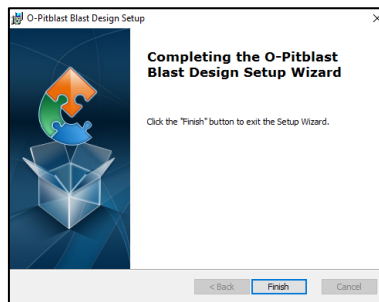 O-Pitblast Blast Design Setup
Completing the O-Pitblast
Blast Design Setup Wizard
Click the "Finish" button to exit the Setup Wizard.
< Back
Finish
Cancel